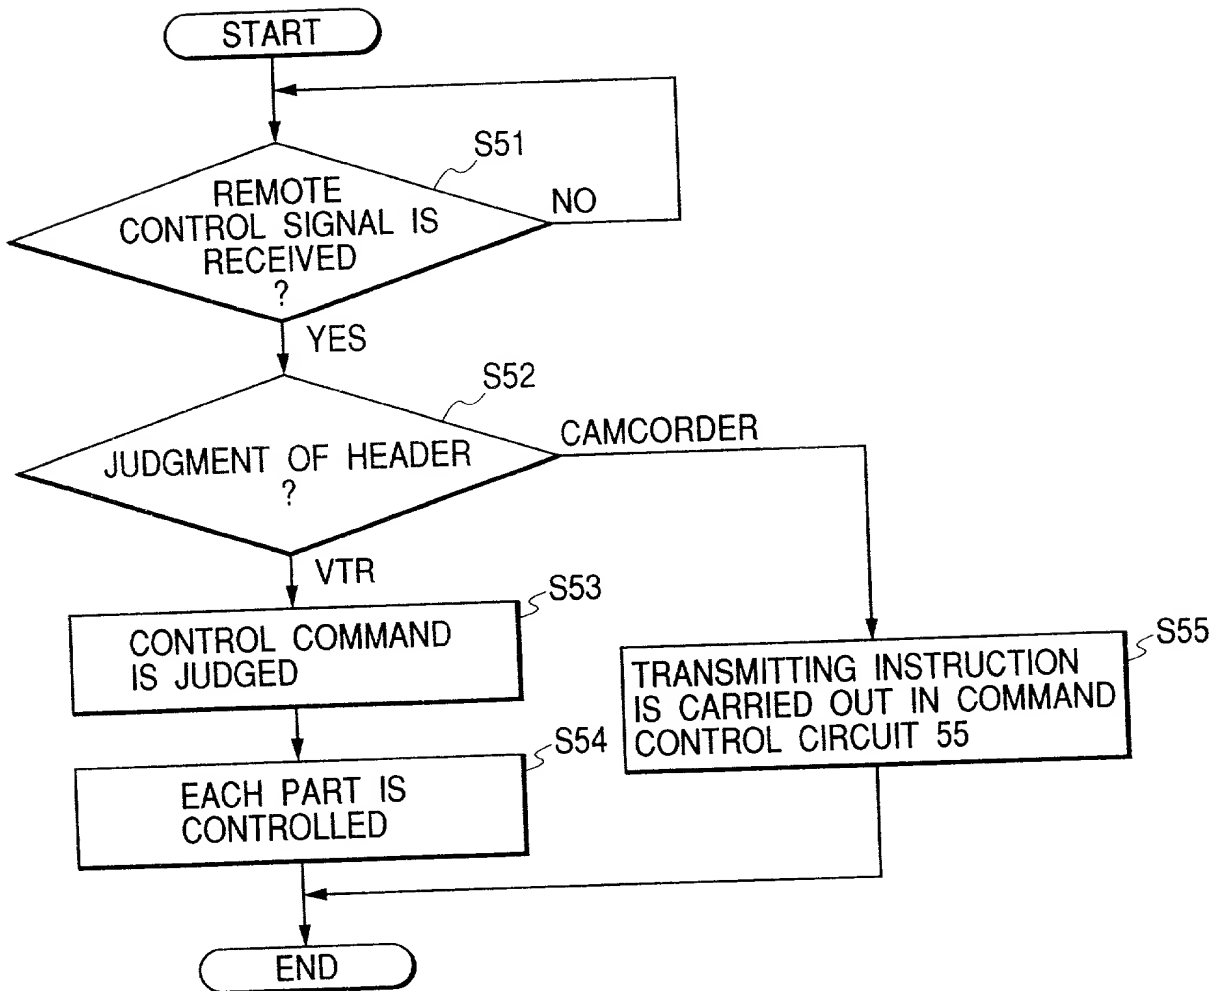 START
S51
REMOTE
CONTROL SIGNAL IS
RECEIVED
?
NO
YES
S52
JUDGMENT OF HEADER
?
CAMCORDER
VTR
S53
CONTROL COMMAND
IS JUDGED
S55
TRANSMITTING INSTRUCTION
IS CARRIED OUT IN COMMAND
CONTROL CIRCUIT 55
S54
EACH PART IS
CONTROLLED
END